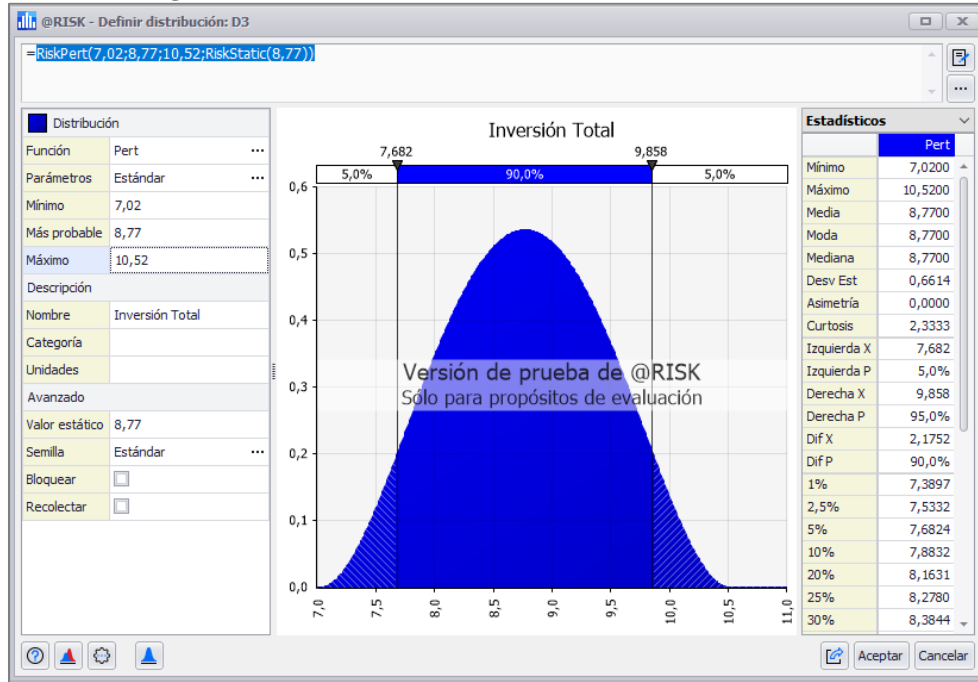 @RISK - Definir distribución: D3
=RiskPert(7,02;8,77;10,52;RiskStatic(8,77))
Distribución
Función Pert ...
Parámetros Estándar ...
Mínimo 7,02
Más probable 8,77
Máximo 10,52
Descripción
Nombre Inversión Total
Categoría
Unidades
Avanzado
Valor estático 8,77
Semilla Estándar ...
Bloquear
Recolectar
Inversión Total
7,682 9,858
5,0% 90,0% 5,0%
0,6
0,5
0,4
0,3
0,2
0,1
0,0
7,0 7,5 8,0 8,5 9,0 9,5 10,0 10,5 11,0
Versión de prueba de @RISK
Sólo para propósitos de evaluación
Estadísticos
Pert
Mínimo 7,0200
Máximo 10,5200
Media 8,7700
Moda 8,7700
Mediana 8,7700
Desv Est 0,6614
Asimetría 0,0000
Curtosis 2,3333
Izquierda X 7,682
Izquierda P 5,0%
Derecha X 9,858
Derecha P 95,0%
Dif X 2,1752
Dif P 90,0%
1% 7,3897
2,5% 7,5332
5% 7,6824
10% 7,8832
20% 8,1631
25% 8,2780
30% 8,3844
Aceptar Cancelar